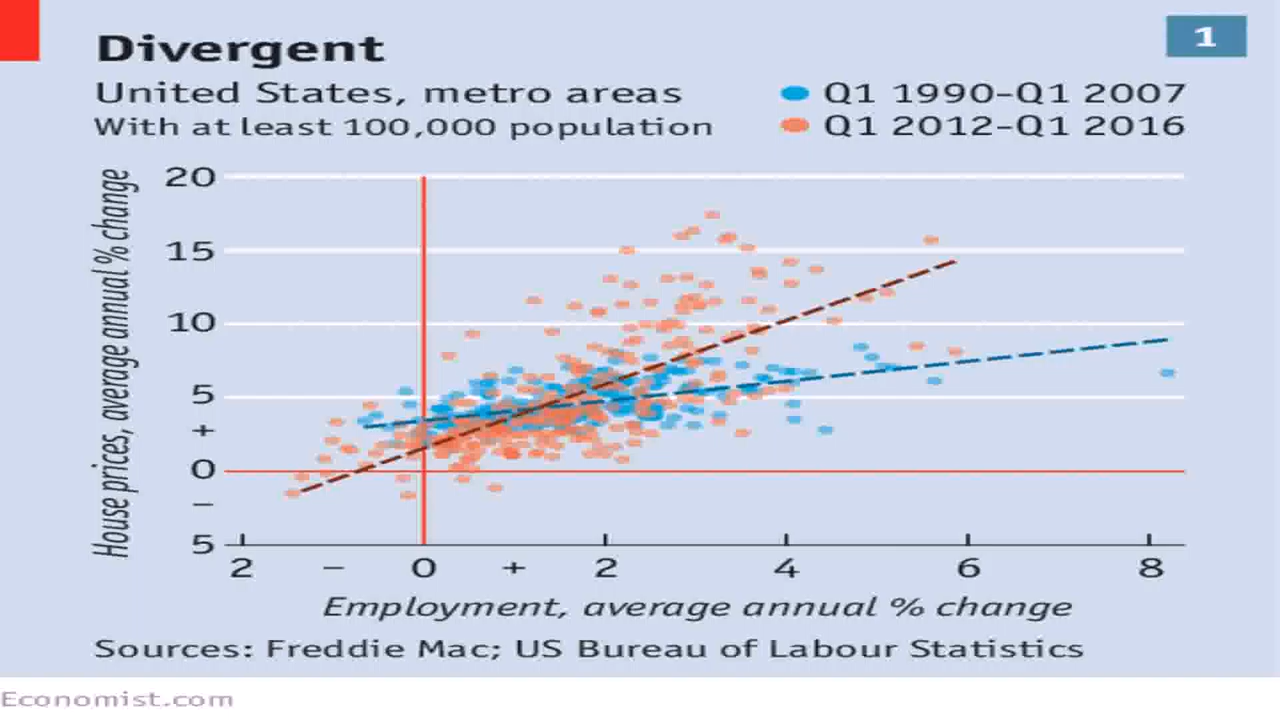 Divergent
1
United States, metro areas
With at least 100,000 population
Q1 1990–Q1 2007
Q1 2012–Q1 2016
House prices, average annual % change
20
15
10
5
+
0
–
5
2 – 0 + 2 4 6 8
Employment, average annual % change
Sources: Freddie Mac; US Bureau of Labour Statistics
Economist.com